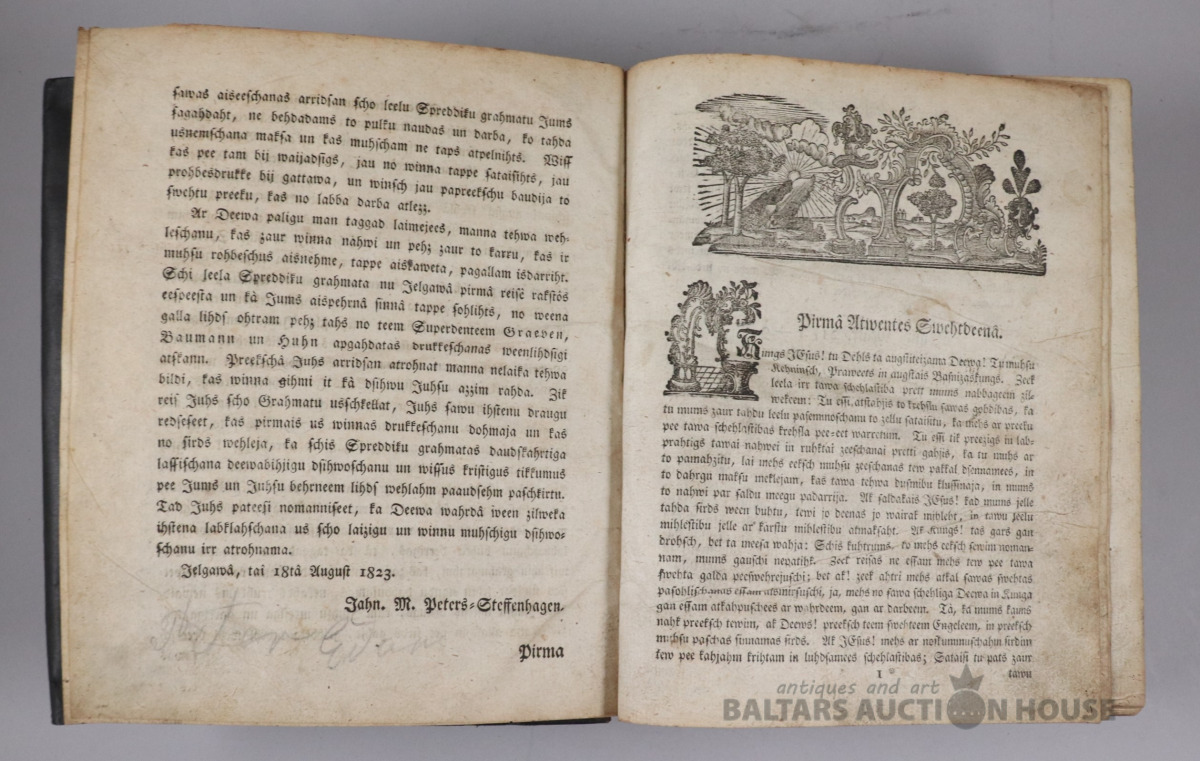 ſawas aiseeſchanas arridſan ſcho leelu Spreddiku grahmatu Jums
ſagahdaht, ne behdadams to pulku naudas un darba, ko tahda
usnemſchana makſa un kas muhſcham ne taps atpelnihts. Wiſſ
kas pee tam bij waijadſigs, jau no winna tappe ſataiſihts, jau
prohbesdrukke bij gattawa, un winſch jau papreekſchu baudija to
ſwehtu preeku, kas no labba darba atlezz.
Ar Deewa paligu man taggad laimejees, manna tehwa weh-
leſchanu, kas zaur winna nahwi un pehz zaur to karru, kas ir
muhſu rohbeſchus aisnehme, tappe aiskaweta, pagallam isdarriht.
Schi leela Spreddiku grahmata nu Jelgawâ pirmâ reiſê rakſtôs
eeſpeeſta un kâ Jums aispehrnâ ſinnâ tappe ſohlihts, no weena
galla lihds ohtram pehz tahs no teem Superdenteem Graeven,
Baumann un Huhn apgahdatas drukkeſchanas weenlihdſigi
atſkann. Preekſchâ Juhs arridſan atrohnat manna nelaika tehwa
bildi, kas winna gihmi it kâ dſihwu Juhſu azzim rahda. Zik
reiſ Juhs ſcho Grahmatu usſchkellat, Juhs ſawu ihſtenu draugu
redſeſeet, kas pirmais us winnas drukkeſchanu dohmaja un kas
no ſirds wehleja, ka ſchis Spreddiku grahmatas daudſkahrtiga
laſſiſchana deewabihjigu dſihwoſchanu un wiſſus kriſtigus tikkumus
pee Jums un Juhſu behrneem lihds wehlahm paaudſehm paſchkirtu.
Tad Juhs pateeſi nomanniſeet, ka Deewa wahrdâ ween zilweka
ihſtena labklahſchana us ſcho laizigu un winnu muhſchigu dſihwo-
ſchanu irr atrohnama.
Jelgawâ, tai 18tâ Auguſt 1823.
Jahn. M. Peters-Steffenhagen.
Pirma
Pirmâ Atwentes Swehtdeenâ.
Kungs JEſus! tu Dehls ta augſtiteizama Deewa! Tu muhſu
Kehninſch, Praweets in augſtais Baſnizaskungs. Zeek
leela irr tawa ſchehlaſtiba prett mums nabbageem zil-
wekeem: Tu eſſi atſtahjis to krehſlu ſawas gohdibas, ka
tu mums zaur tahdu leelu paſemnoſchanu to zellu ſataiſitu, ka mehs ar preeku
pee tawa ſchehlaſtibas krehſla pee-eet warretum. Tu eſſi tik preezigs in lab-
prahtigs tawai nahwei in ruhktai zeeſchanai pretti gahjis, ka tu muhs ar
to pamahzitu, lai mehs eekſch muhſu zeeſchanas tew pakkal dſennamees, in
to dahrgu makſu meklejam, kas tawa tehwa duſmibu kluſſinaja, in mums
to nahwi par ſaldu meegu padarrija. Ak ſaldakais JEſus! kad mums jelle
tahda ſirds ween buhtu, tewi jo deenas jo wairak mihleht, in tawu leelu
mihleſtibu jelle ar karſtu mihleſtibu atmakſaht. Ak Kungs! tas gars gan
drohſch, bet ta meeſa wahja: Schis kuhtrums, ko mehs eekſch ſewim noman-
nam, mums gauſchi nepatihk. Zeek reiſas ne eſſam mehs tew pee tawa
ſwehta galda peeſwehrejuſchi; bet ak! zeek ahtri mehs atkal ſawas ſwehtas
paſohliſchanas eſſam aismirſuſchi, ja, mehs no ſawa ſchehliga Deewa in Kunga
gan eſſam atkahpuſchees ar wahrdeem, gan ar darbeem. Tâ, ka mums kauns
nahk preekſch tewim, ak Deews! preekſch teem ſwehteem Engeleem, in preekſch
muhſu paſchas ſinnamas ſirds. Ak JEſus! mehs ar noſkummuſchahm ſirdim
tew pee kahjahm krihtam in luhdſamees ſchehlaſtibas; Sataiſi tu pats zaur
1
tawu
antiques and art
BALTARS AUCTION HOUSE